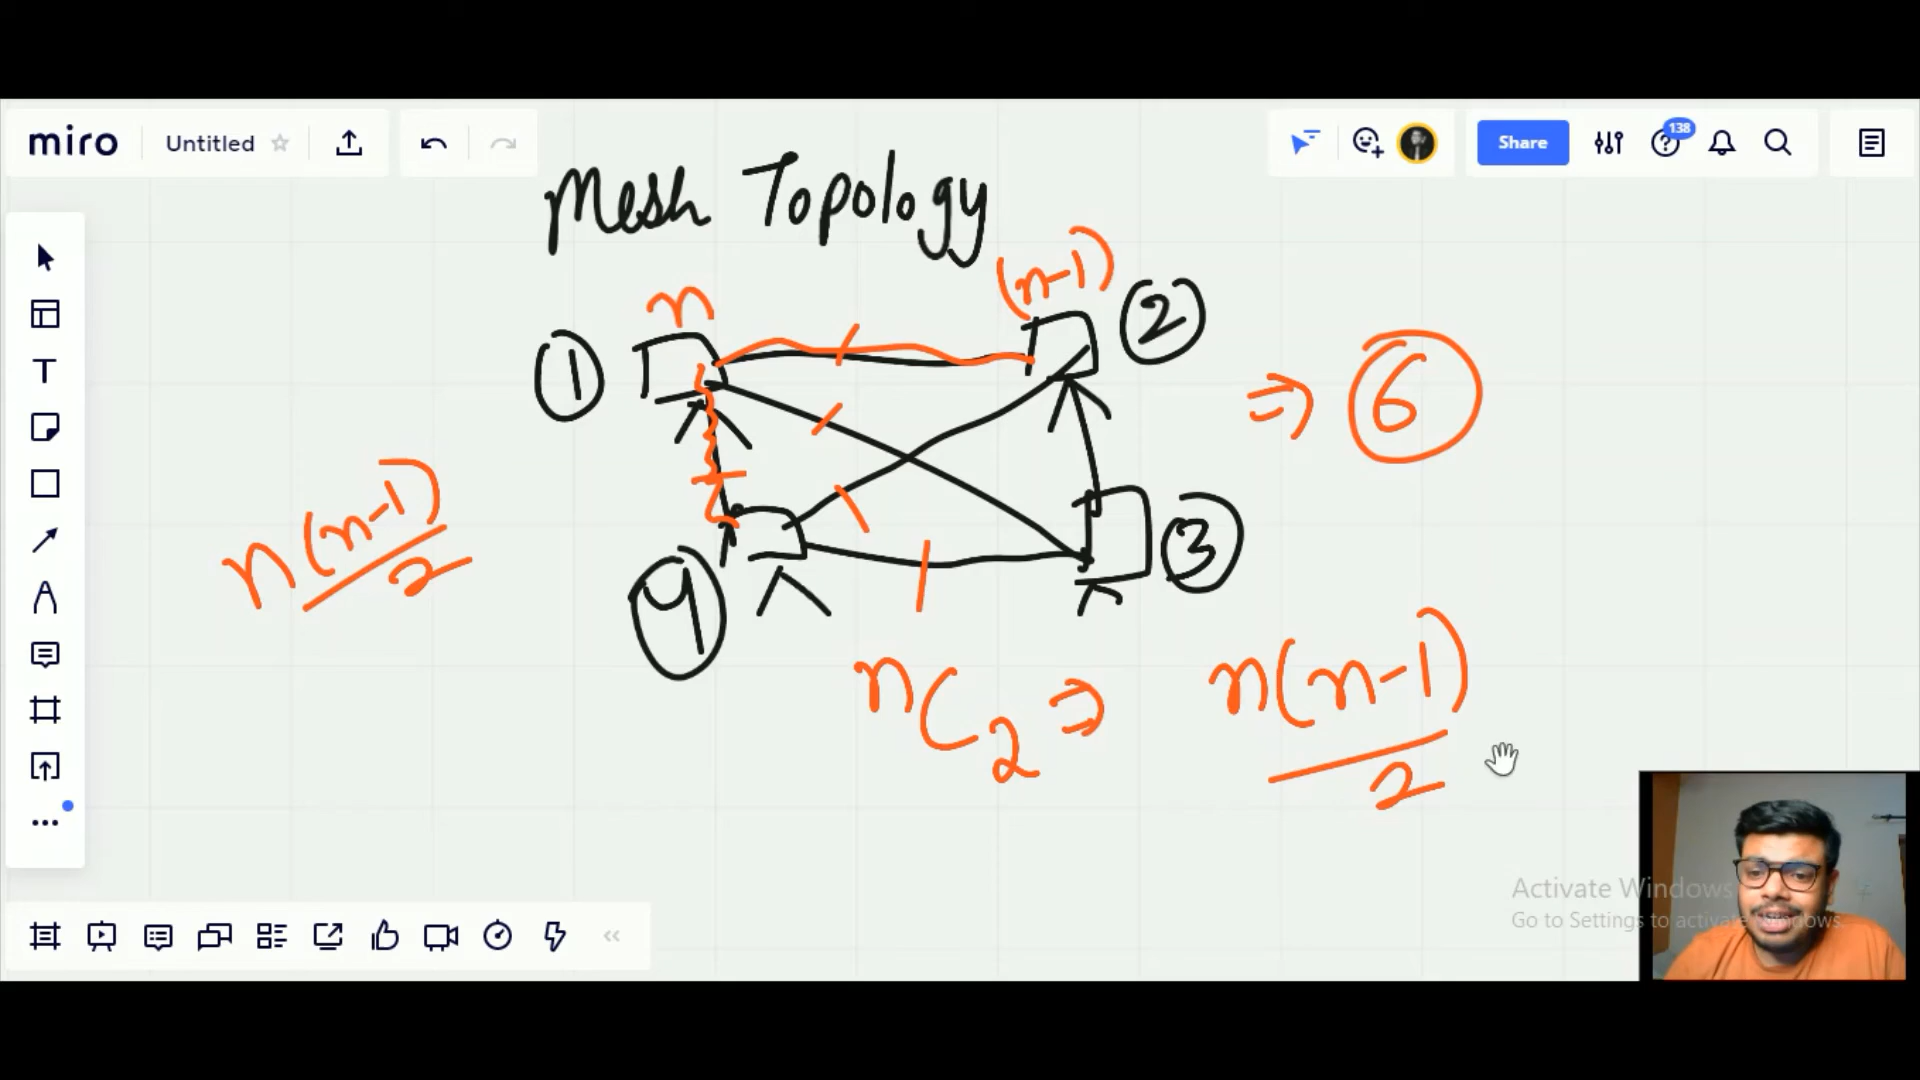 miro Untitled
Share 138
Mesh Topology
n (n-1)
1 2
⇒ 6
n(n-1)/2
3
4
nC2 ⇒ n(n-1)/2
Activate Windows
Go to Settings to activate Windows.